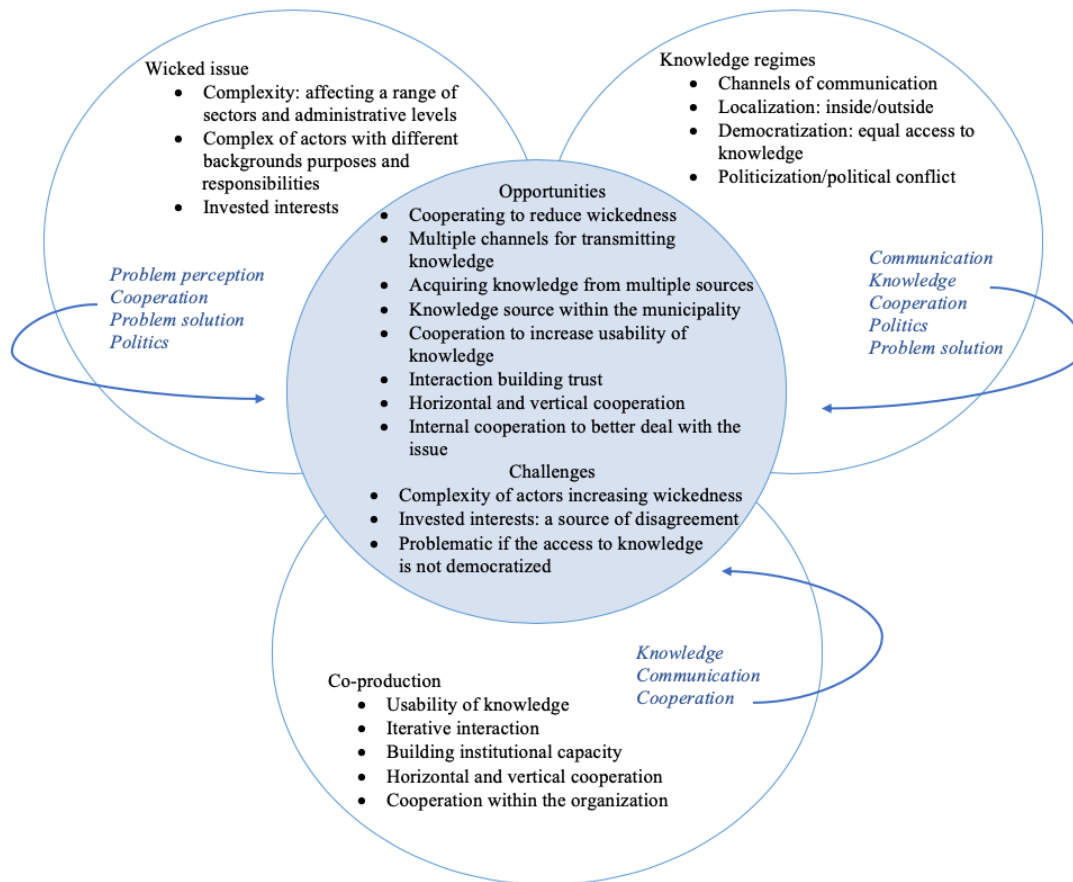 Wicked issue
• Complexity: affecting a range of
sectors and administrative levels
• Complex of actors with different
backgrounds purposes and
responsibilities
• Invested interests
Problem perception
Cooperation
Problem solution
Politics
Knowledge regimes
• Channels of communication
• Localization: inside/outside
• Democratization: equal access to
knowledge
• Politicization/political conflict
Communication
Knowledge
Cooperation
Politics
Problem solution
Opportunities
• Cooperating to reduce wickedness
• Multiple channels for transmitting
knowledge
• Acquiring knowledge from multiple sources
• Knowledge source within the municipality
• Cooperation to increase usability of
knowledge
• Interaction building trust
• Horizontal and vertical cooperation
• Internal cooperation to better deal with the
issue
Challenges
• Complexity of actors increasing wickedness
• Invested interests: a source of disagreement
• Problematic if the access to knowledge
is not democratized
Knowledge
Communication
Cooperation
Co-production
• Usability of knowledge
• Iterative interaction
• Building institutional capacity
• Horizontal and vertical cooperation
• Cooperation within the organization